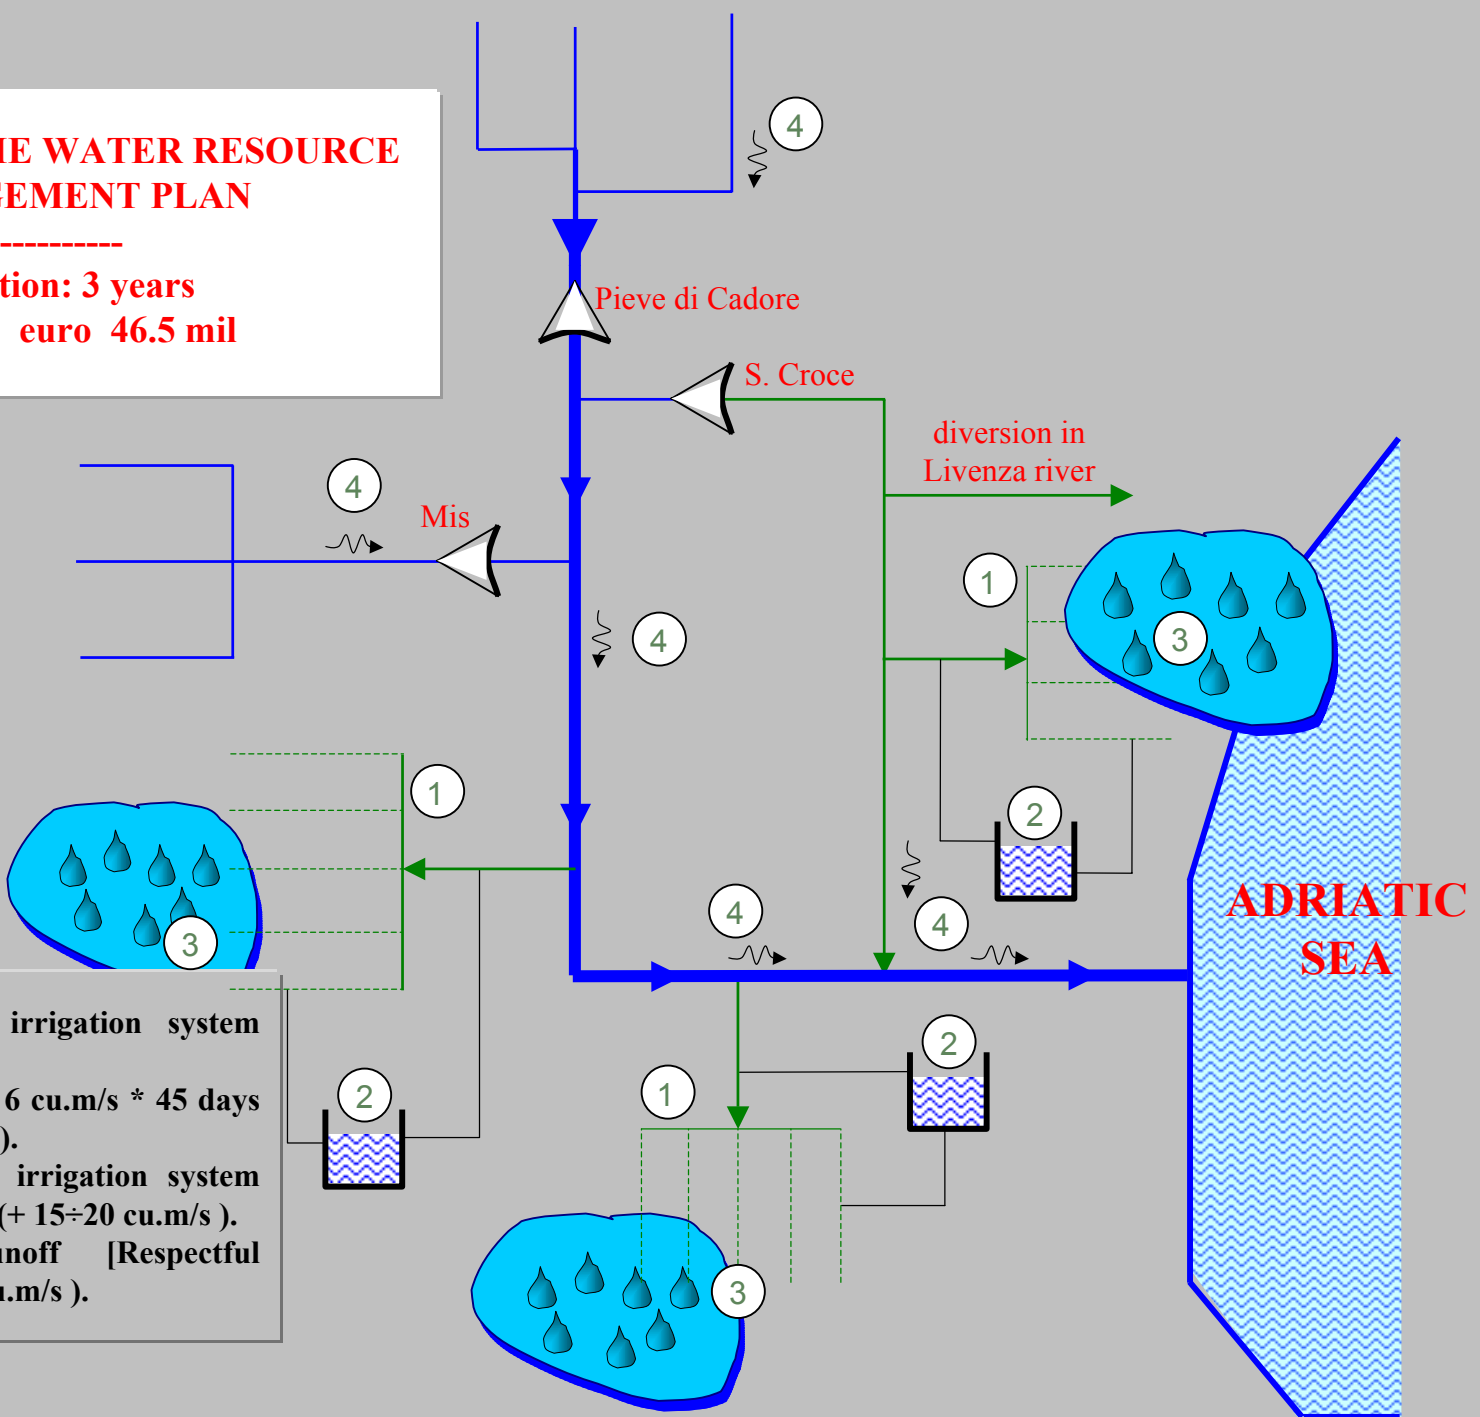 IE WATER RESOURCE
GEMENT PLAN
----------
tion: 3 years
euro 46.5 mil
4
Pieve di Cadore
S. Croce
diversion in
Livenza river
4
Mis
1
3
4
1
2
3
4
4
ADRIATIC
SEA
irrigation system
6 cu.m/s * 45 days
).
irrigation system
(+ 15÷20 cu.m/s ).
unoff [Respectful
u.m/s ).
2
1
2
3